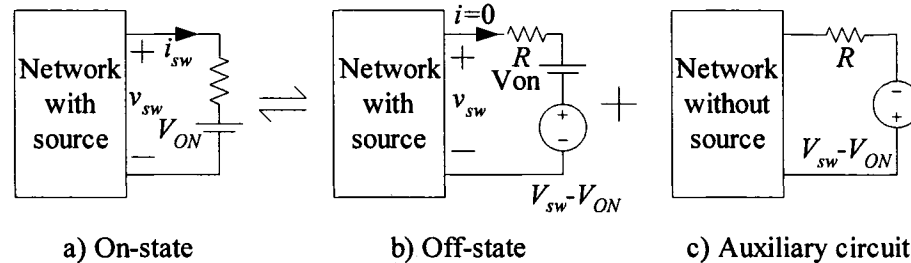 Network
with
source
+
i_sw
v_sw
V_ON
−
Network
with
source
i=0
+
R
Von
v_sw
+
-
−
V_sw-V_ON
+
Network
without
source
R
-
+
V_sw-V_ON
a) On-state
b) Off-state
c) Auxiliary circuit